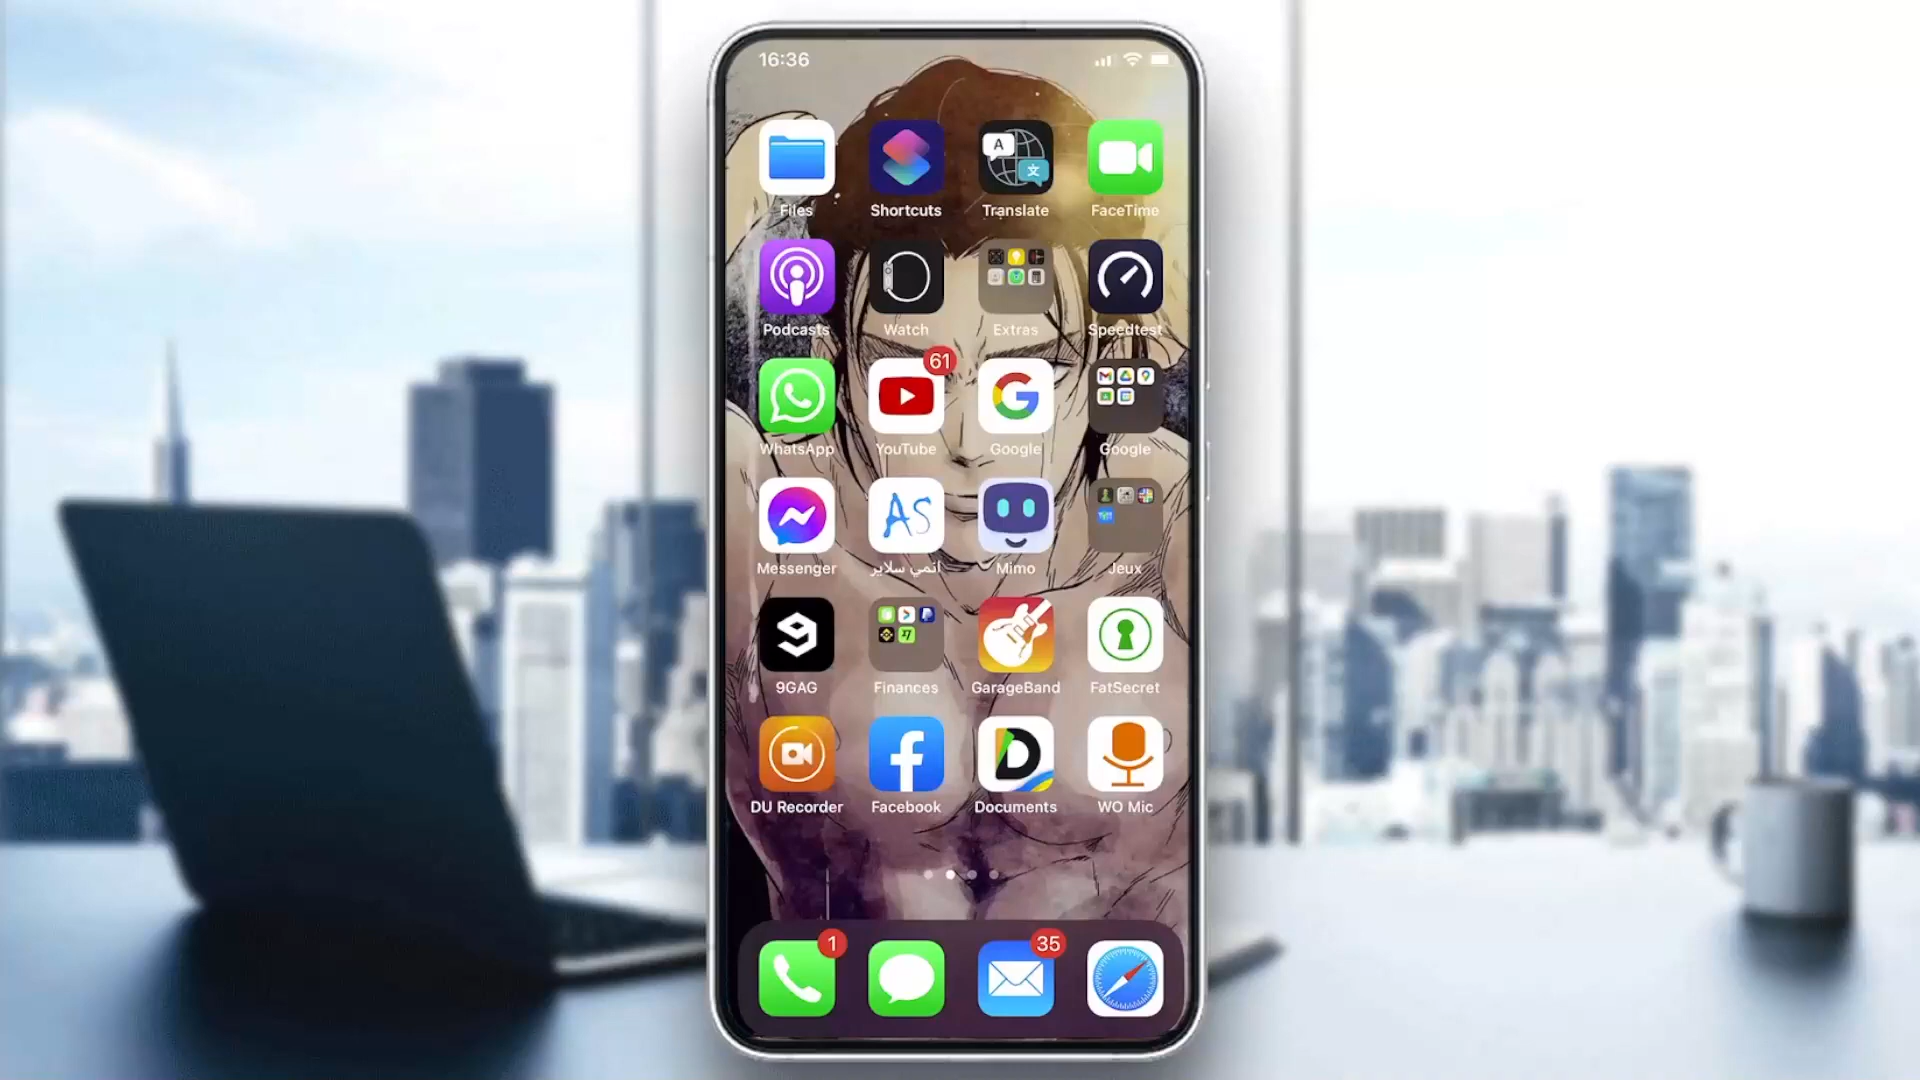 16:36
Files Shortcuts Translate FaceTime
Podcasts Watch Extras Speedtest
61
WhatsApp YouTube Google Google
Messenger انمي سلاير Mimo Jeux
9GAG Finances GarageBand FatSecret
DU Recorder Facebook Documents WO Mic
1 35